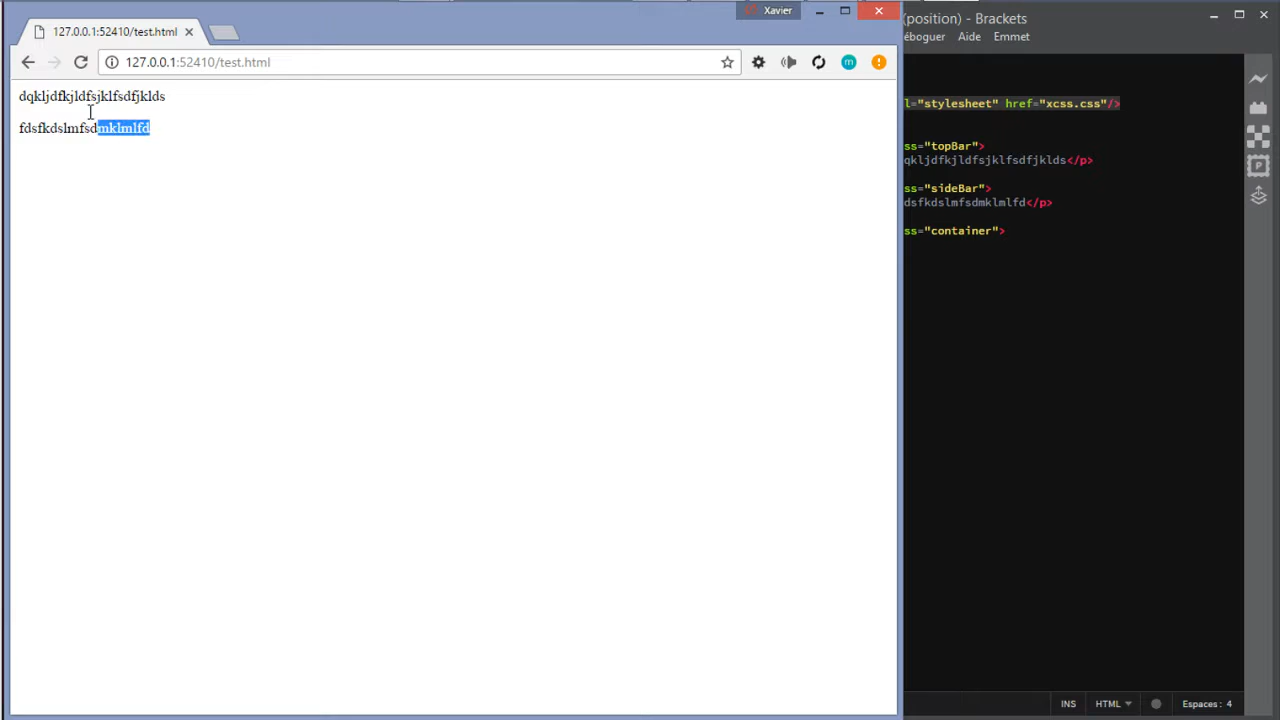 Xavier
(position) - Brackets
127.0.0.1:52410/test.html
éboguer Aide Emmet
127.0.0.1:52410/test.html
m
dqkljdfkjldfsjklfsdfjklds
fdsfkdslmfsdmklmlfd
l="stylesheet" href="xcss.css"/>
ss="topBar">
qkljdfkjldfsjklfsdfjklds</p>
ss="sideBar">
dsfkdslmfsdmklmlfd</p>
ss="container">
P
INS HTML Espaces: 4